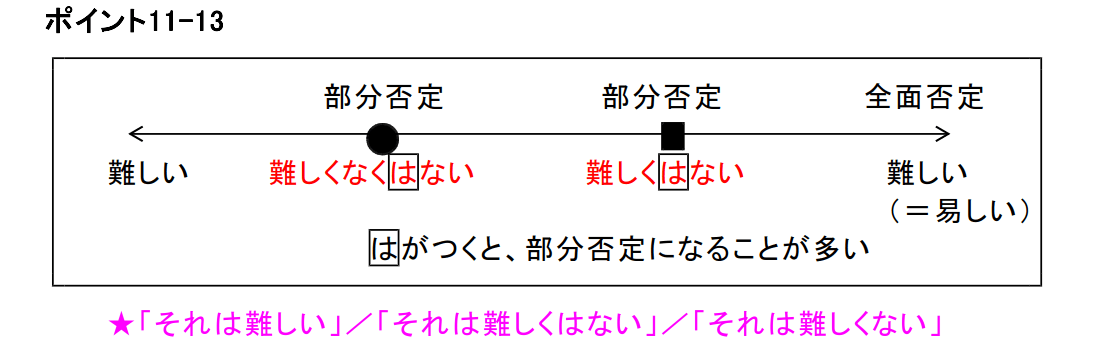 ポイント11-13
部分否定 部分否定 全面否定
難しい 難しくなくはない 難しくはない 難しい
（＝易しい）
はがつくと、部分否定になることが多い
★「それは難しい」／「それは難しくはない」／「それは難しくない」